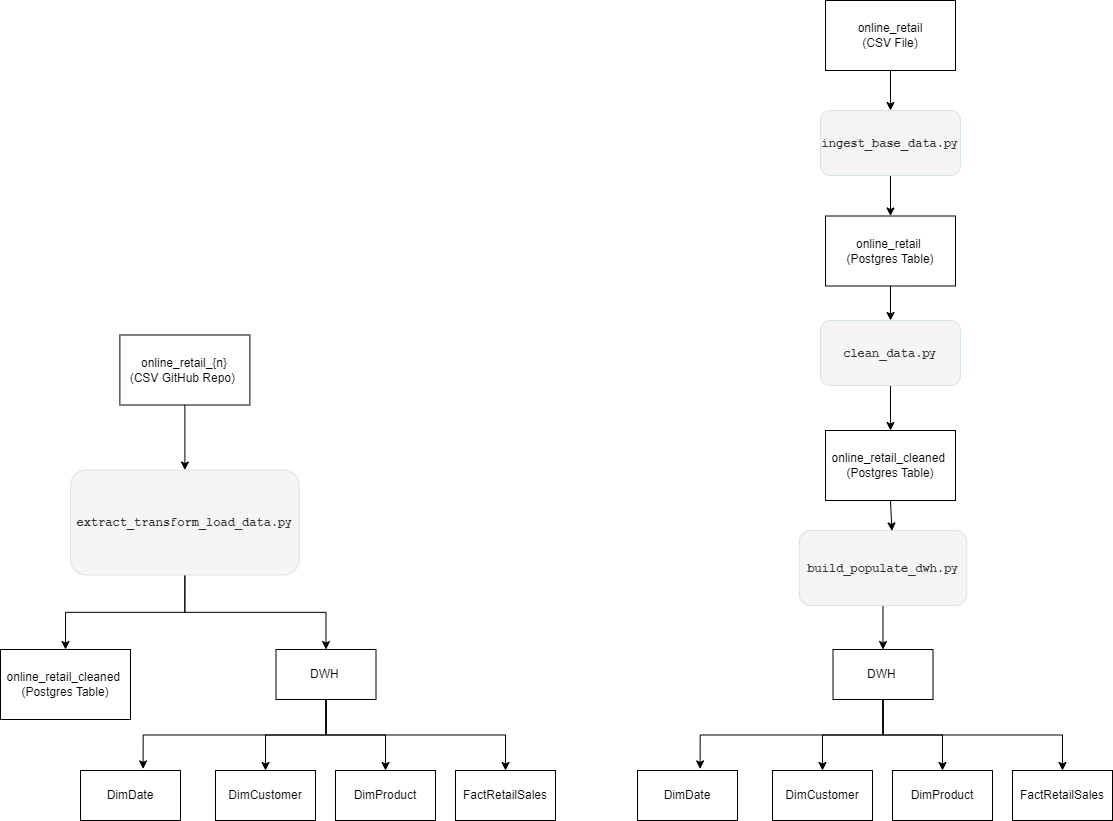 online_retail
(CSV File)
ingest_base_data.py
online_retail
(Postgres Table)
clean_data.py
online_retail_{n}
(CSV GitHub Repo)
online_retail_cleaned
(Postgres Table)
extract_transform_load_data.py
build_populate_dwh.py
online_retail_cleaned
(Postgres Table)
DWH
DWH
DimDate
DimCustomer
DimProduct
FactRetailSales
DimDate
DimCustomer
DimProduct
FactRetailSales